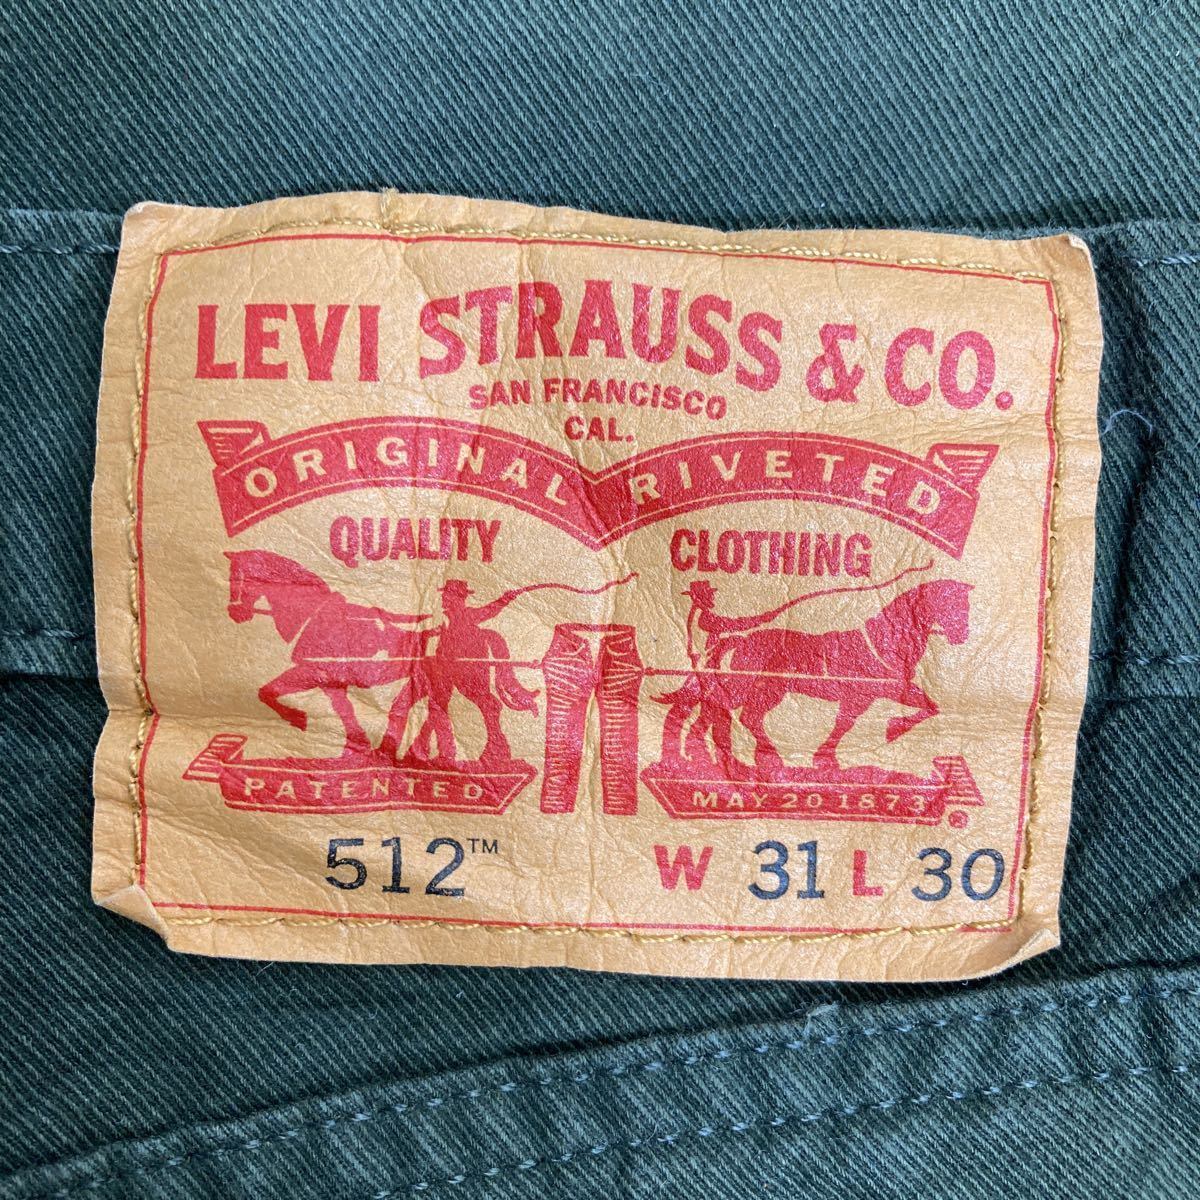 LEVI STRAUSS & CO.
SAN FRANCISCO
CAL.
ORIGINAL RIVETED
QUALITY CLOTHING
PATENTED MAY 20 1873 ®
512™ W 31 L 30